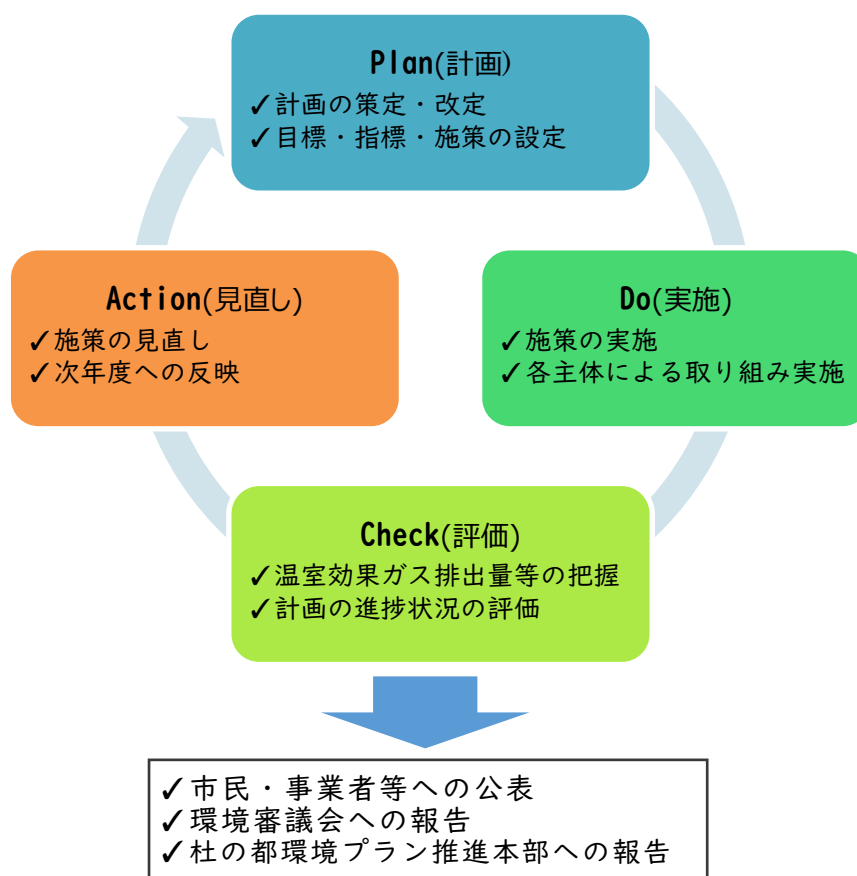 Plan(計画)
✓計画の策定・改定
✓目標・指標・施策の設定
Action(見直し)
✓施策の見直し
✓次年度への反映
Do(実施)
✓施策の実施
✓各主体による取り組み実施
Check(評価)
✓温室効果ガス排出量等の把握
✓計画の進捗状況の評価
✓市民・事業者等への公表
✓環境審議会への報告
✓杜の都環境プラン推進本部への報告